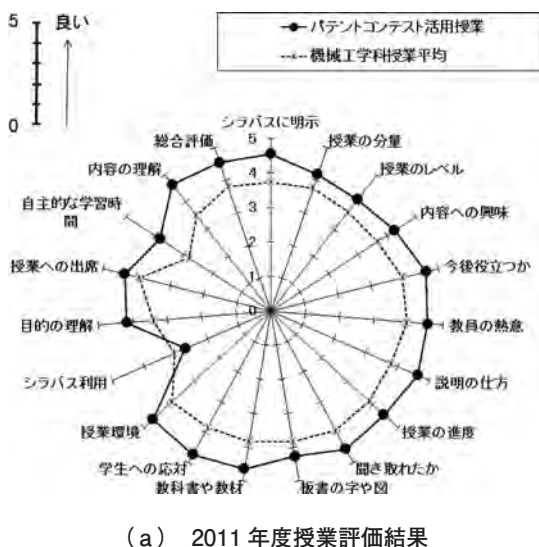 5
良い
0
パテントコンテスト活用授業
機械工学科授業平均
シラバスに明示
総合評価
授業の分量
内容の理解
授業のレベル
自主的な学習時
間
内容への興味
授業への出席
今後役立つか
目的の理解
教員の熱意
シラバス利用
説明の仕方
授業環境
授業の進度
学生への応対
聞き取れたか
教科書や教材
板書の字や図
5
4
3
2
1
0
(a) 2011 年度授業評価結果